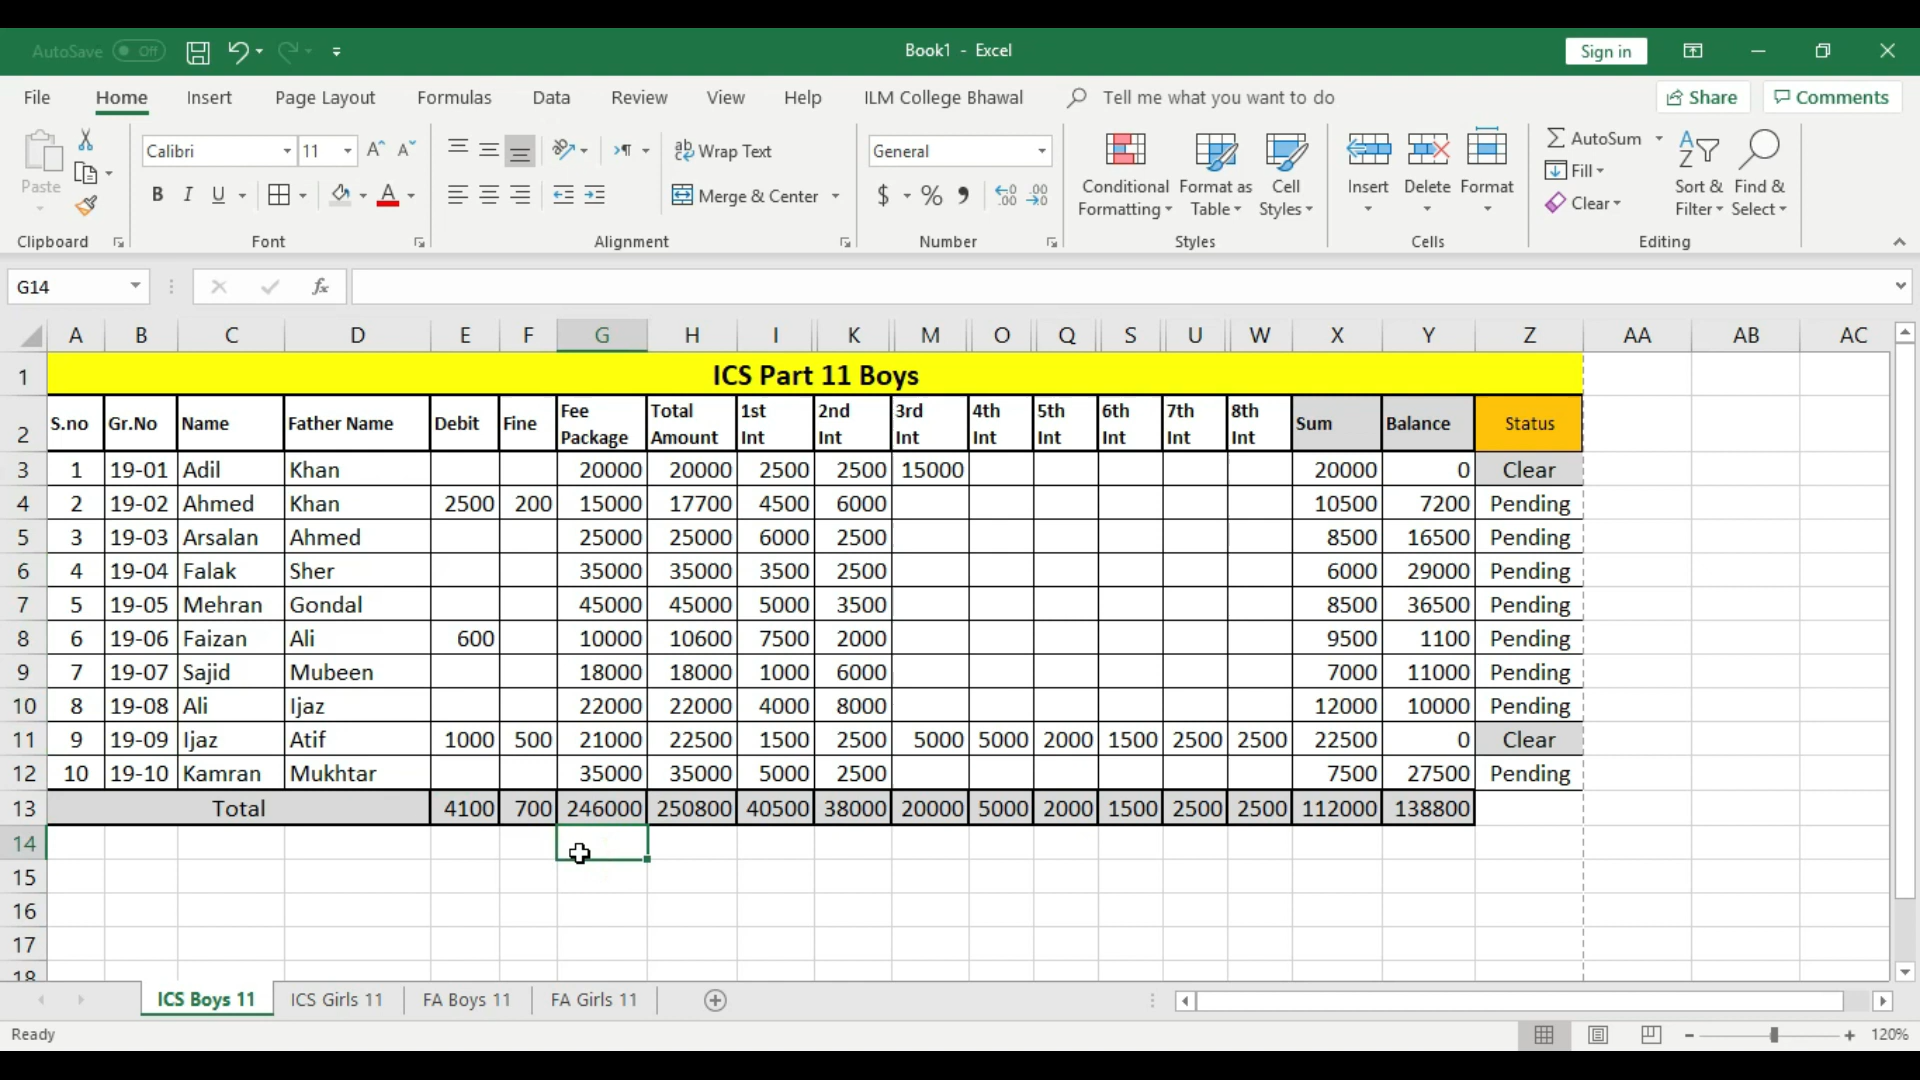 AutoSave Off Book1 - Excel Sign in
File Home Insert Page Layout Formulas Data Review View Help ILM College Bhawal Tell me what you want to do Share Comments
Paste Calibri 11 Wrap Text General Conditional Formatting Format as Table Cell Styles Insert Delete Format AutoSum Fill Clear Sort & Filter Find & Select
B I U Merge & Center $ % ,
Clipboard Font Alignment Number Styles Cells Editing
G14 fx
A B C D E F G H I K M O Q S U W X Y Z AA AB AC
1 ICS Part 11 Boys
2 S.no Gr.No Name Father Name Debit Fine Fee Package Total Amount 1st Int 2nd Int 3rd Int 4th Int 5th Int 6th Int 7th Int 8th Int Sum Balance Status
3 1 19-01 Adil Khan 20000 20000 2500 2500 15000 20000 0 Clear
4 2 19-02 Ahmed Khan 2500 200 15000 17700 4500 6000 10500 7200 Pending
5 3 19-03 Arsalan Ahmed 25000 25000 6000 2500 8500 16500 Pending
6 4 19-04 Falak Sher 35000 35000 3500 2500 6000 29000 Pending
7 5 19-05 Mehran Gondal 45000 45000 5000 3500 8500 36500 Pending
8 6 19-06 Faizan Ali 600 10000 10600 7500 2000 9500 1100 Pending
9 7 19-07 Sajid Mubeen 18000 18000 1000 6000 7000 11000 Pending
10 8 19-08 Ali Ijaz 22000 22000 4000 8000 12000 10000 Pending
11 9 19-09 Ijaz Atif 1000 500 21000 22500 1500 2500 5000 5000 2000 1500 2500 2500 22500 0 Clear
12 10 19-10 Kamran Mukhtar 35000 35000 5000 2500 7500 27500 Pending
13 Total 4100 700 246000 250800 40500 38000 20000 5000 2000 1500 2500 2500 112000 138800
14
15
16
17
18
ICS Boys 11 ICS Girls 11 FA Boys 11 FA Girls 11
Ready 120%